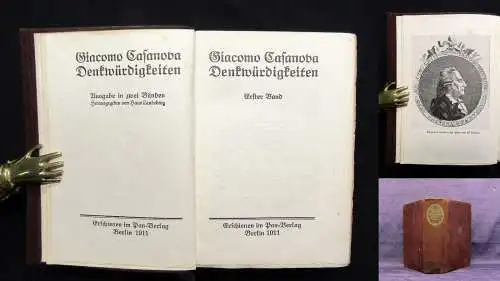 Giacomo Casanova
Denkwürdigkeiten
Ausgabe in zwei Bänden
Herausgegeben von Hans Landsberg
Erschienen im Pan-Verlag
Berlin 1911
Giacomo Casanova
Denkwürdigkeiten
Erster Band
Erschienen im Pan-Verlag
Berlin 1911